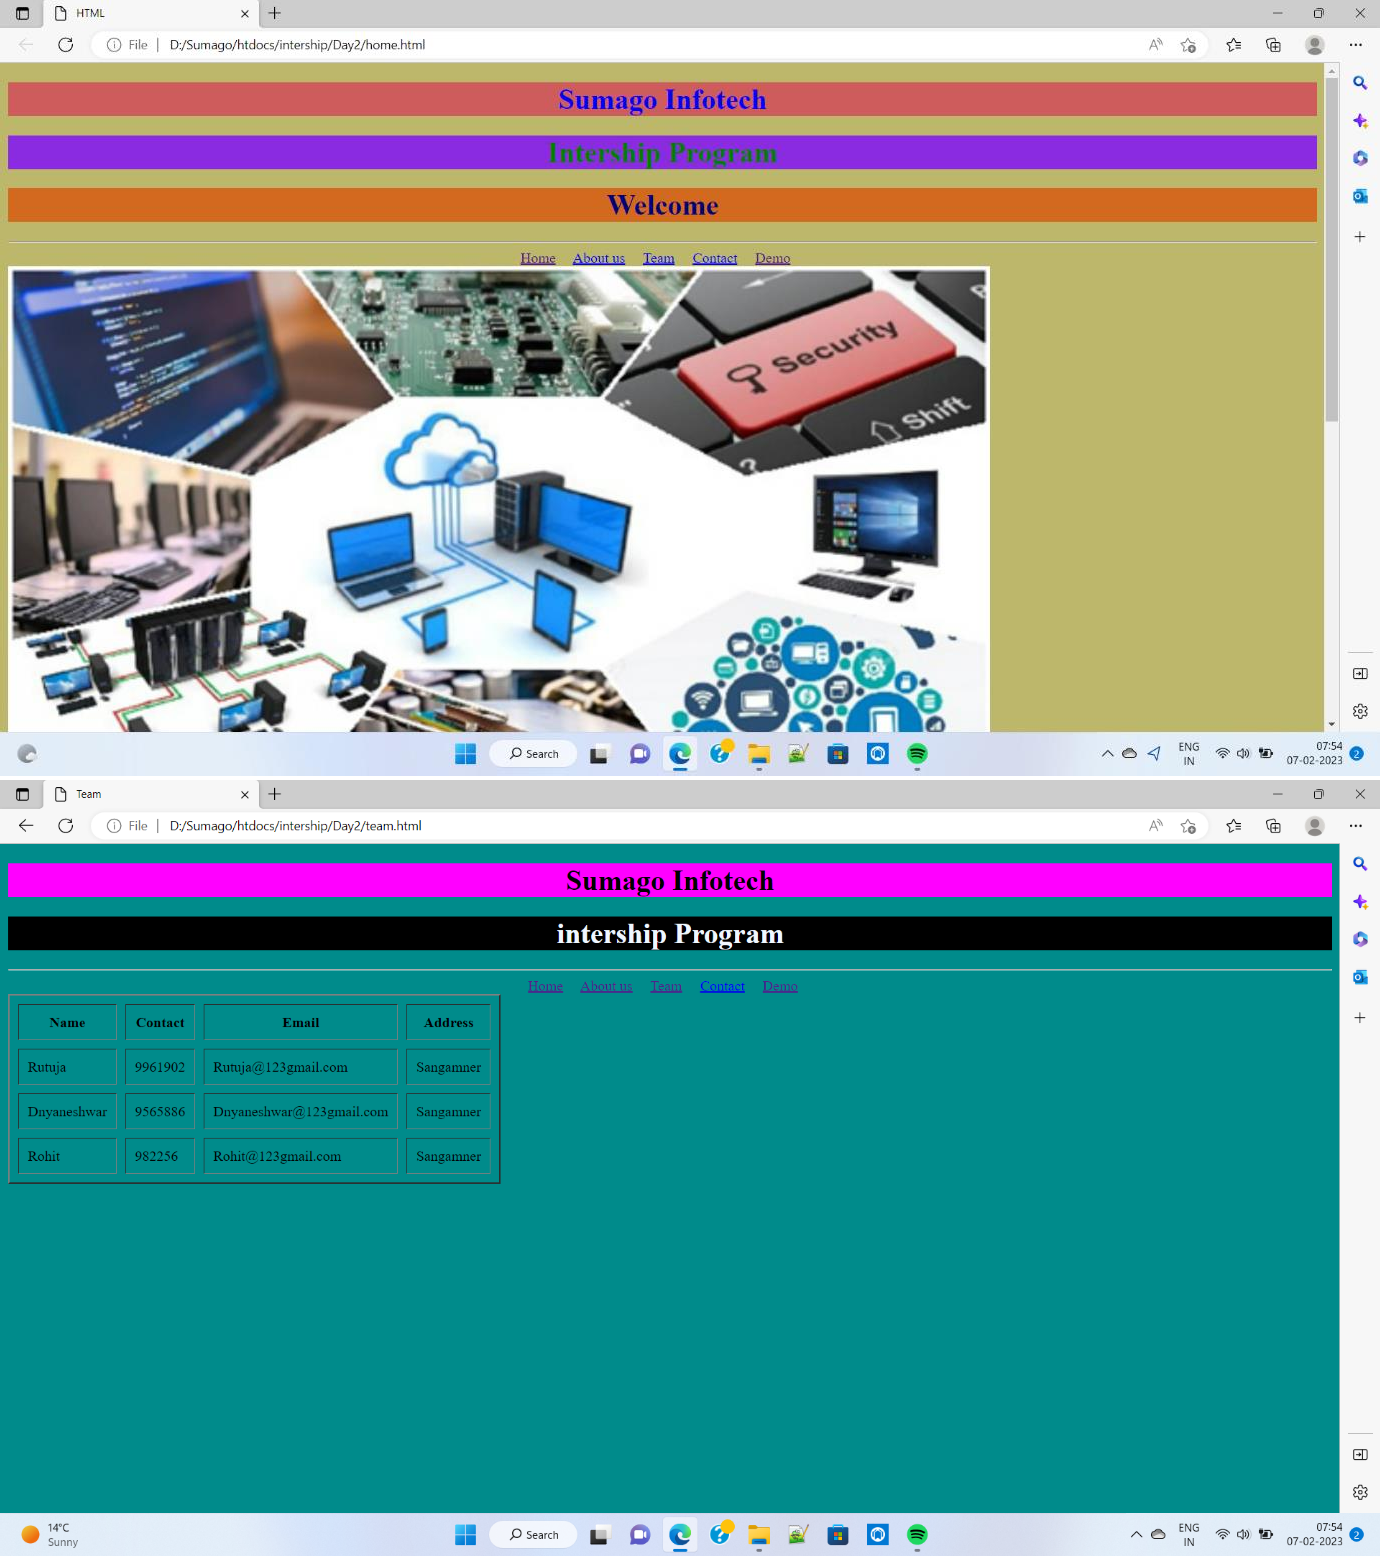 HTML
File | D:/Sumago/htdocs/intership/Day2/home.html
Sumago Infotech
Intership Program
Welcome
Home About us Team Contact Demo
Security
Shift
?
Search
ENG
IN
07:54
07-02-2023
2
Team
File | D:/Sumago/htdocs/intership/Day2/team.html
Sumago Infotech
intership Program
Home About us Team Contact Demo
Name Contact Email Address
Rutuja 9961902 Rutuja@123gmail.com Sangamner
Dnyaneshwar 9565886 Dnyaneshwar@123gmail.com Sangamner
Rohit 982256 Rohit@123gmail.com Sangamner
14°C
Sunny
Search
ENG
IN
07:54
07-02-2023
2